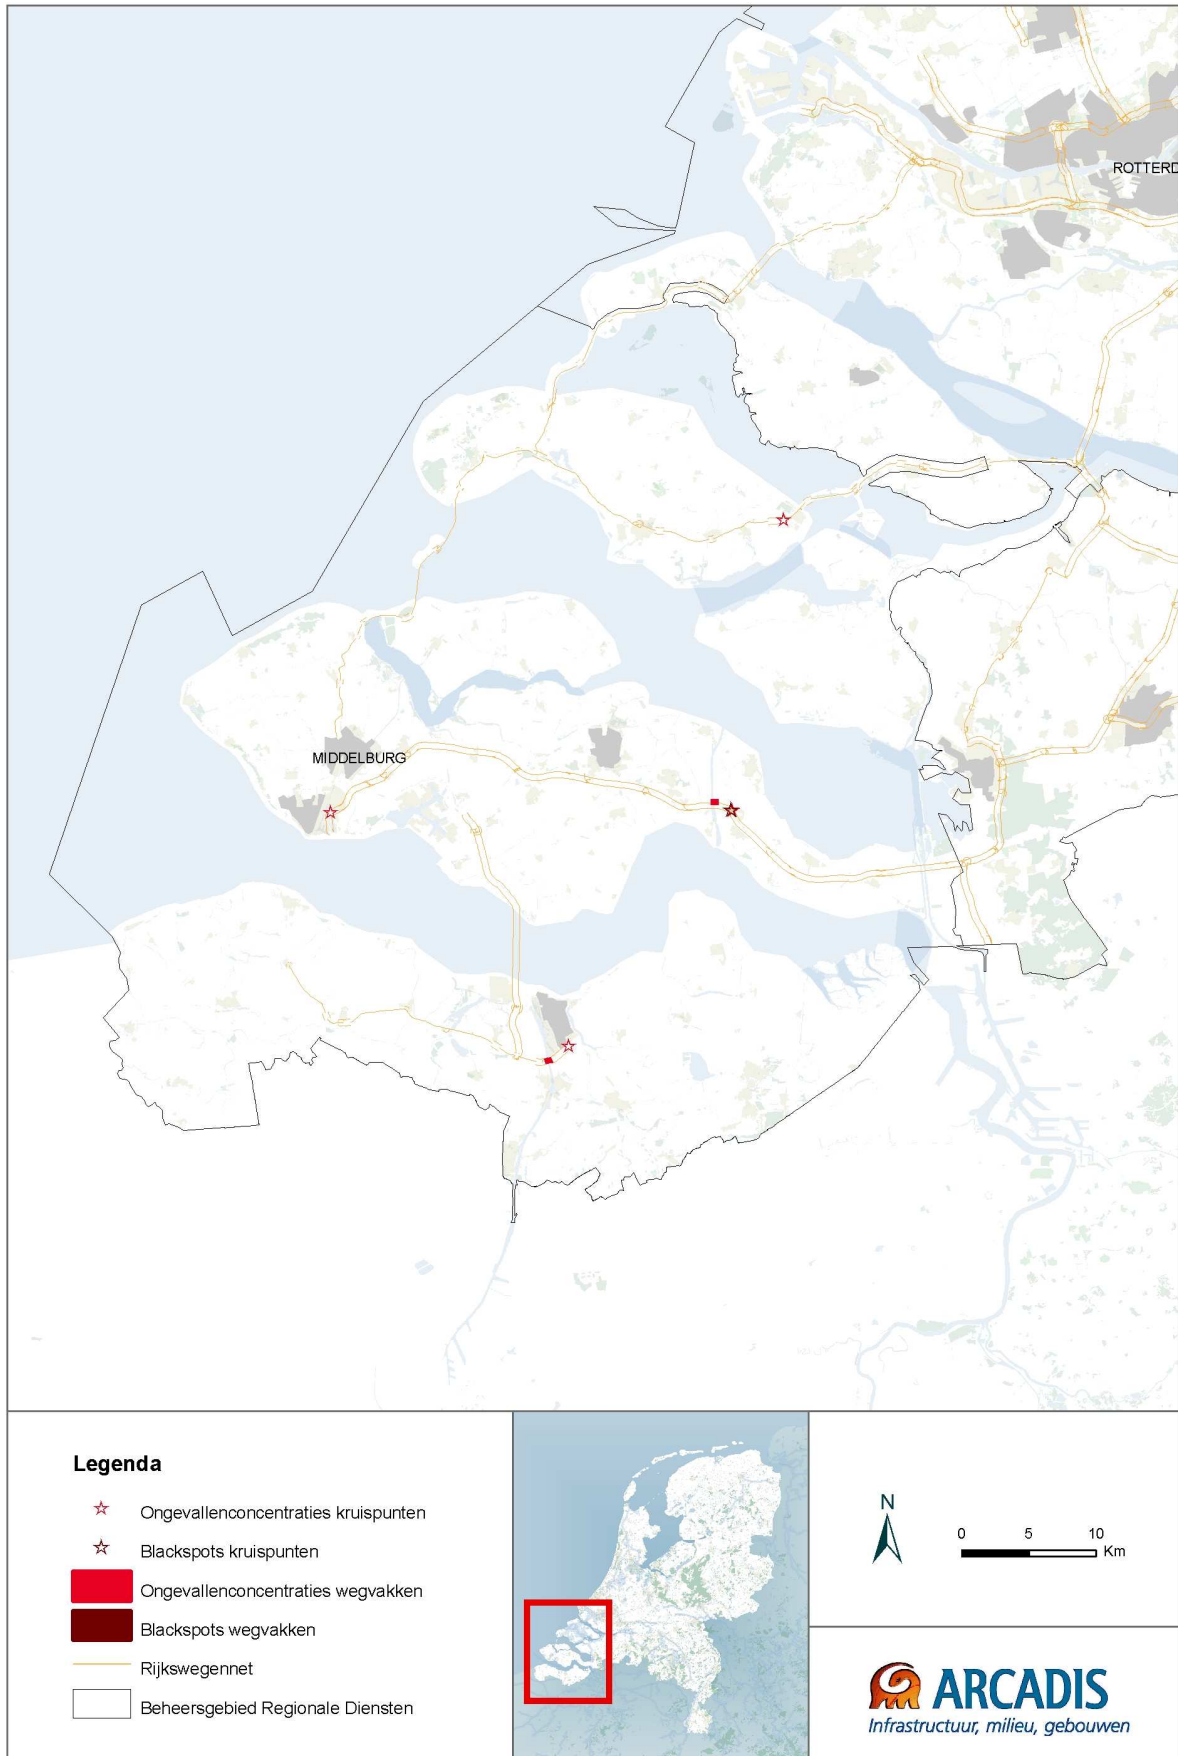 ROTTERD
MIDDELBURG
Legenda
Ongevallenconcentraties kruispunten
Blackspots kruispunten
Ongevallenconcentraties wegvakken
Blackspots wegvakken
Rijkswegennet
Beheersgebied Regionale Diensten
N
0 5 10
Km
ARCADIS
Infrastructuur, milieu, gebouwen